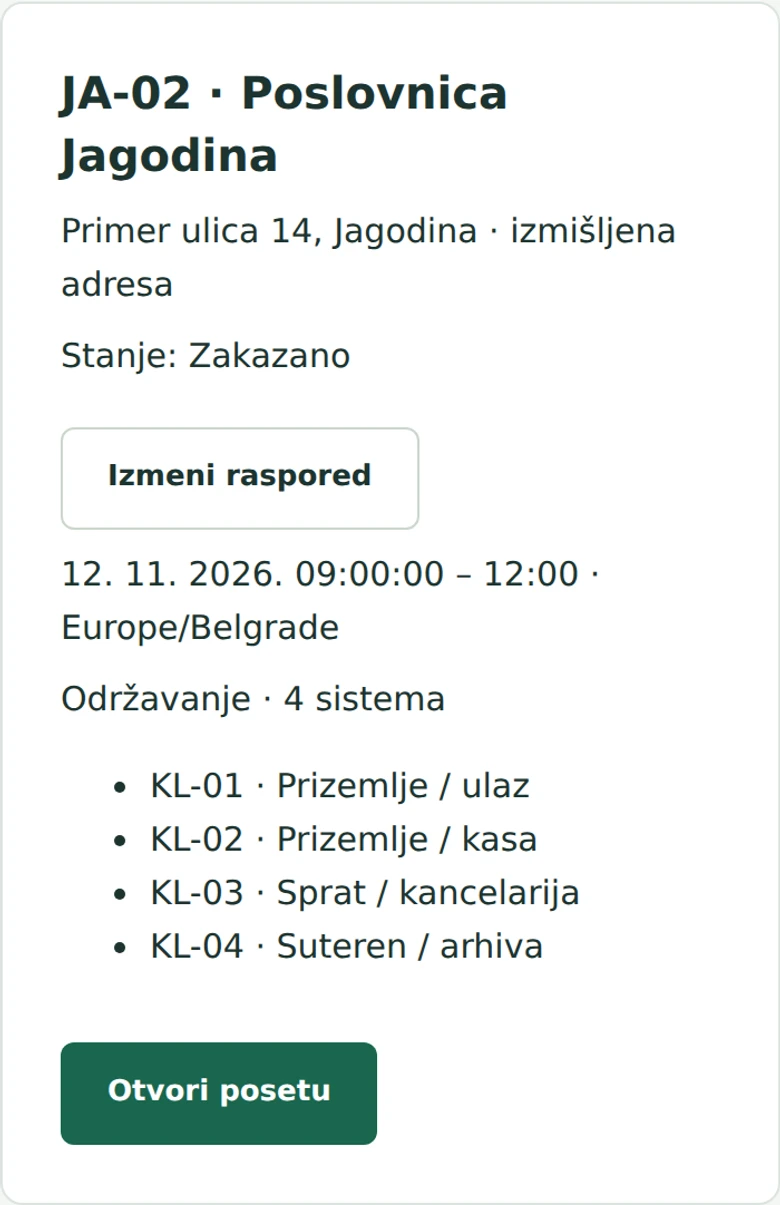 JA-02 · Poslovnica
Jagodina
Primer ulica 14, Jagodina · izmišljena
adresa
Stanje: Zakazano
Izmeni raspored
12. 11. 2026. 09:00:00 – 12:00 ·
Europe/Belgrade
Održavanje · 4 sistema
• KL-01 · Prizemlje / ulaz
• KL-02 · Prizemlje / kasa
• KL-03 · Sprat / kancelarija
• KL-04 · Suteren / arhiva
Otvori posetu